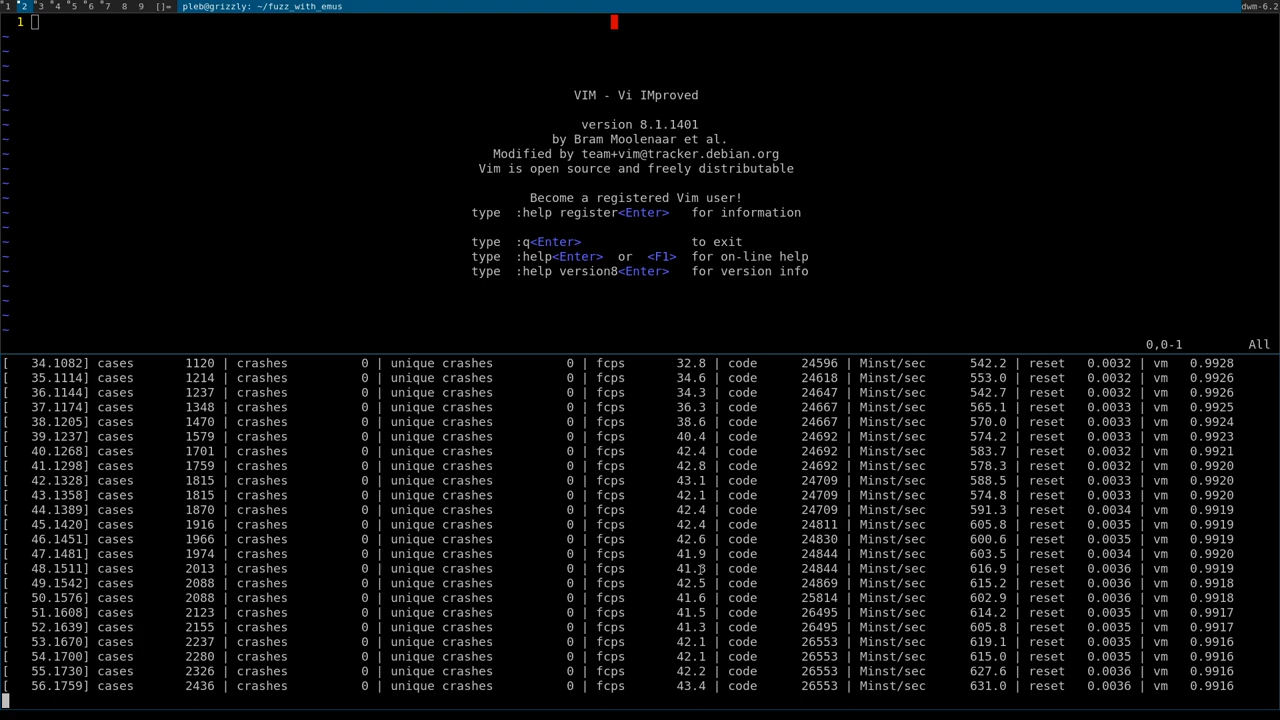 1 2 3 4 5 6 7 8 9 []= pleb@grizzly: ~/fuzz_with_emus dwm-6.2
1
~
~
~
~
~ VIM - Vi IMproved
~
~ version 8.1.1401
~ by Bram Moolenaar et al.
~ Modified by team+vim@tracker.debian.org
~ Vim is open source and freely distributable
~
~ Become a registered Vim user!
~ type :help register<Enter> for information
~
~ type :q<Enter> to exit
~ type :help<Enter> or <F1> for on-line help
~ type :help version8<Enter> for version info
~
~
~
~
0,0-1 All
[ 34.1082] cases 1120 | crashes 0 | unique crashes 0 | fcps 32.8 | code 24596 | Minst/sec 542.2 | reset 0.0032 | vm 0.9928
[ 35.1114] cases 1214 | crashes 0 | unique crashes 0 | fcps 34.6 | code 24618 | Minst/sec 553.0 | reset 0.0032 | vm 0.9926
[ 36.1144] cases 1237 | crashes 0 | unique crashes 0 | fcps 34.3 | code 24647 | Minst/sec 542.7 | reset 0.0032 | vm 0.9926
[ 37.1174] cases 1348 | crashes 0 | unique crashes 0 | fcps 36.3 | code 24667 | Minst/sec 565.1 | reset 0.0033 | vm 0.9925
[ 38.1205] cases 1470 | crashes 0 | unique crashes 0 | fcps 38.6 | code 24667 | Minst/sec 570.0 | reset 0.0033 | vm 0.9924
[ 39.1237] cases 1579 | crashes 0 | unique crashes 0 | fcps 40.4 | code 24692 | Minst/sec 574.2 | reset 0.0033 | vm 0.9923
[ 40.1268] cases 1701 | crashes 0 | unique crashes 0 | fcps 42.4 | code 24692 | Minst/sec 583.7 | reset 0.0032 | vm 0.9921
[ 41.1298] cases 1759 | crashes 0 | unique crashes 0 | fcps 42.8 | code 24692 | Minst/sec 578.3 | reset 0.0032 | vm 0.9920
[ 42.1328] cases 1815 | crashes 0 | unique crashes 0 | fcps 43.1 | code 24709 | Minst/sec 588.5 | reset 0.0033 | vm 0.9920
[ 43.1358] cases 1815 | crashes 0 | unique crashes 0 | fcps 42.1 | code 24709 | Minst/sec 574.8 | reset 0.0033 | vm 0.9920
[ 44.1389] cases 1870 | crashes 0 | unique crashes 0 | fcps 42.4 | code 24709 | Minst/sec 591.3 | reset 0.0034 | vm 0.9919
[ 45.1420] cases 1916 | crashes 0 | unique crashes 0 | fcps 42.4 | code 24811 | Minst/sec 605.8 | reset 0.0035 | vm 0.9919
[ 46.1451] cases 1966 | crashes 0 | unique crashes 0 | fcps 42.6 | code 24830 | Minst/sec 600.6 | reset 0.0035 | vm 0.9919
[ 47.1481] cases 1974 | crashes 0 | unique crashes 0 | fcps 41.9 | code 24844 | Minst/sec 603.5 | reset 0.0034 | vm 0.9920
[ 48.1511] cases 2013 | crashes 0 | unique crashes 0 | fcps 41.8 | code 24844 | Minst/sec 616.9 | reset 0.0036 | vm 0.9919
[ 49.1542] cases 2088 | crashes 0 | unique crashes 0 | fcps 42.5 | code 24869 | Minst/sec 615.2 | reset 0.0036 | vm 0.9918
[ 50.1576] cases 2088 | crashes 0 | unique crashes 0 | fcps 41.6 | code 25814 | Minst/sec 602.9 | reset 0.0036 | vm 0.9918
[ 51.1608] cases 2123 | crashes 0 | unique crashes 0 | fcps 41.5 | code 26495 | Minst/sec 614.2 | reset 0.0035 | vm 0.9917
[ 52.1639] cases 2155 | crashes 0 | unique crashes 0 | fcps 41.3 | code 26495 | Minst/sec 605.8 | reset 0.0035 | vm 0.9917
[ 53.1670] cases 2237 | crashes 0 | unique crashes 0 | fcps 42.1 | code 26553 | Minst/sec 619.1 | reset 0.0035 | vm 0.9916
[ 54.1700] cases 2280 | crashes 0 | unique crashes 0 | fcps 42.1 | code 26553 | Minst/sec 615.0 | reset 0.0035 | vm 0.9916
[ 55.1730] cases 2326 | crashes 0 | unique crashes 0 | fcps 42.2 | code 26553 | Minst/sec 627.6 | reset 0.0036 | vm 0.9916
[ 56.1759] cases 2436 | crashes 0 | unique crashes 0 | fcps 43.4 | code 26553 | Minst/sec 631.0 | reset 0.0036 | vm 0.9916